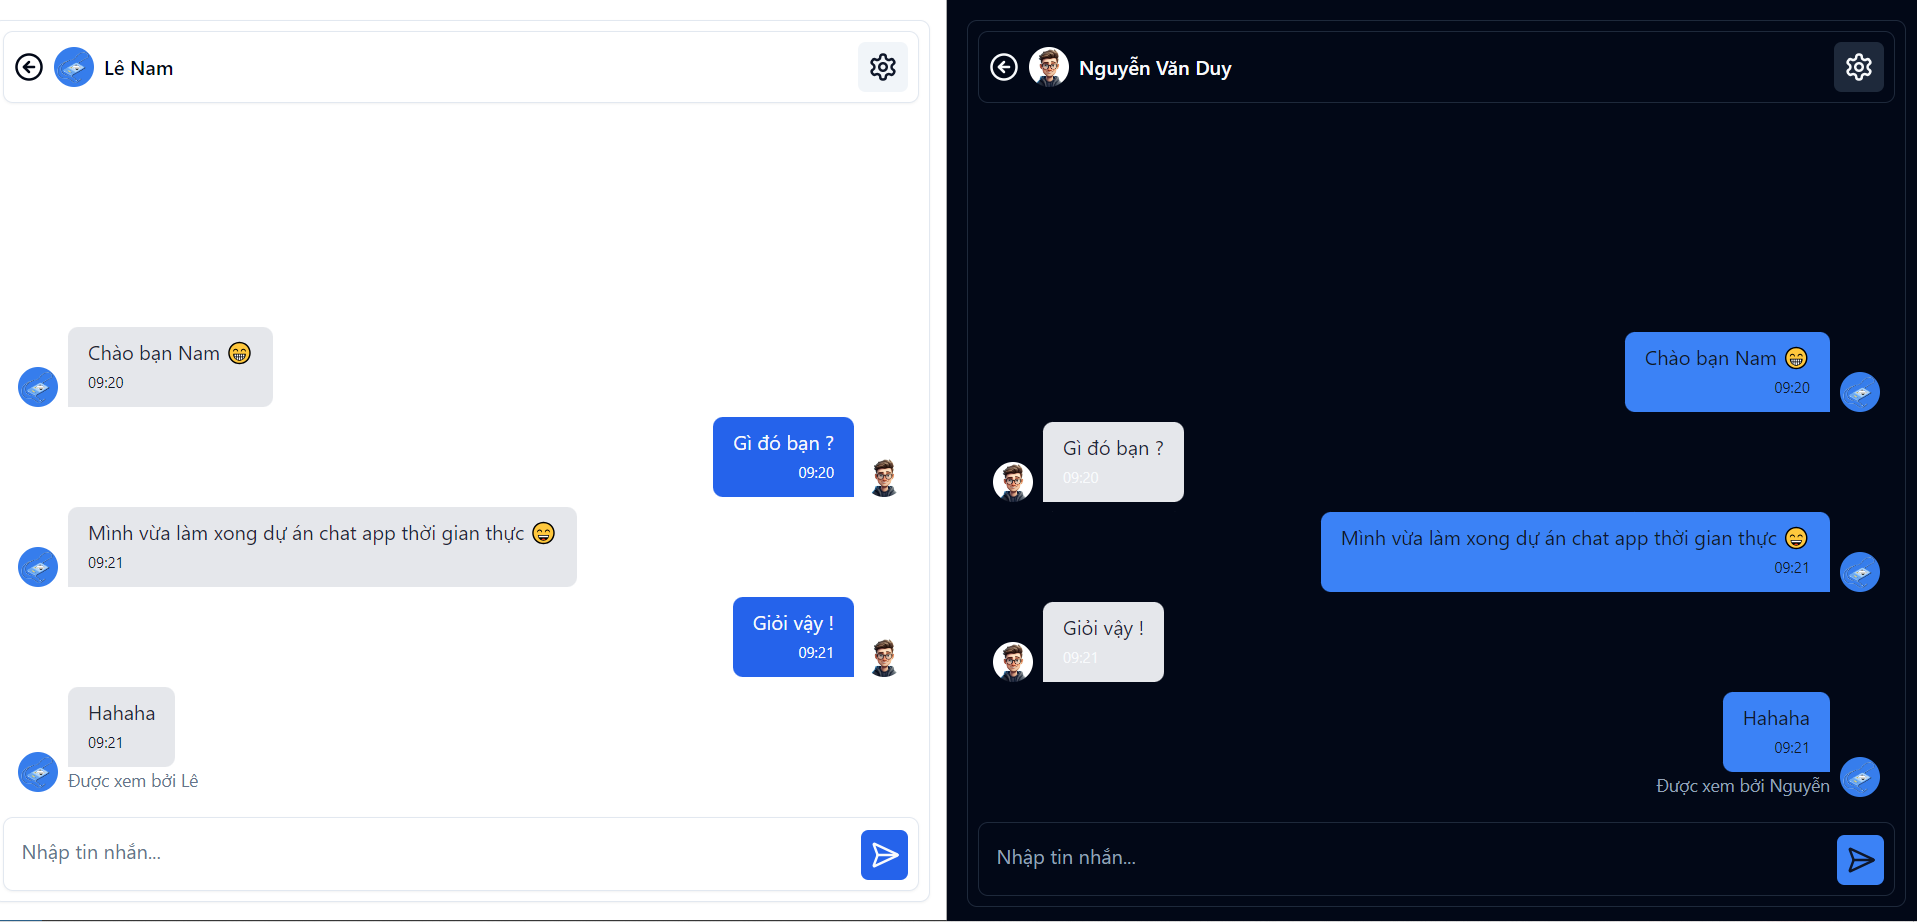 Lê Nam
Chào bạn Nam 😁
09:20
Gì đó bạn ?
09:20
Mình vừa làm xong dự án chat app thời gian thực 😄
09:21
Giỏi vậy !
09:21
Hahaha
09:21
Được xem bởi Lê
Nhập tin nhắn...
Nguyễn Văn Duy
Chào bạn Nam 😁
09:20
Gì đó bạn ?
09:20
Mình vừa làm xong dự án chat app thời gian thực 😄
09:21
Giỏi vậy !
09:21
Hahaha
09:21
Được xem bởi Nguyễn
Nhập tin nhắn...